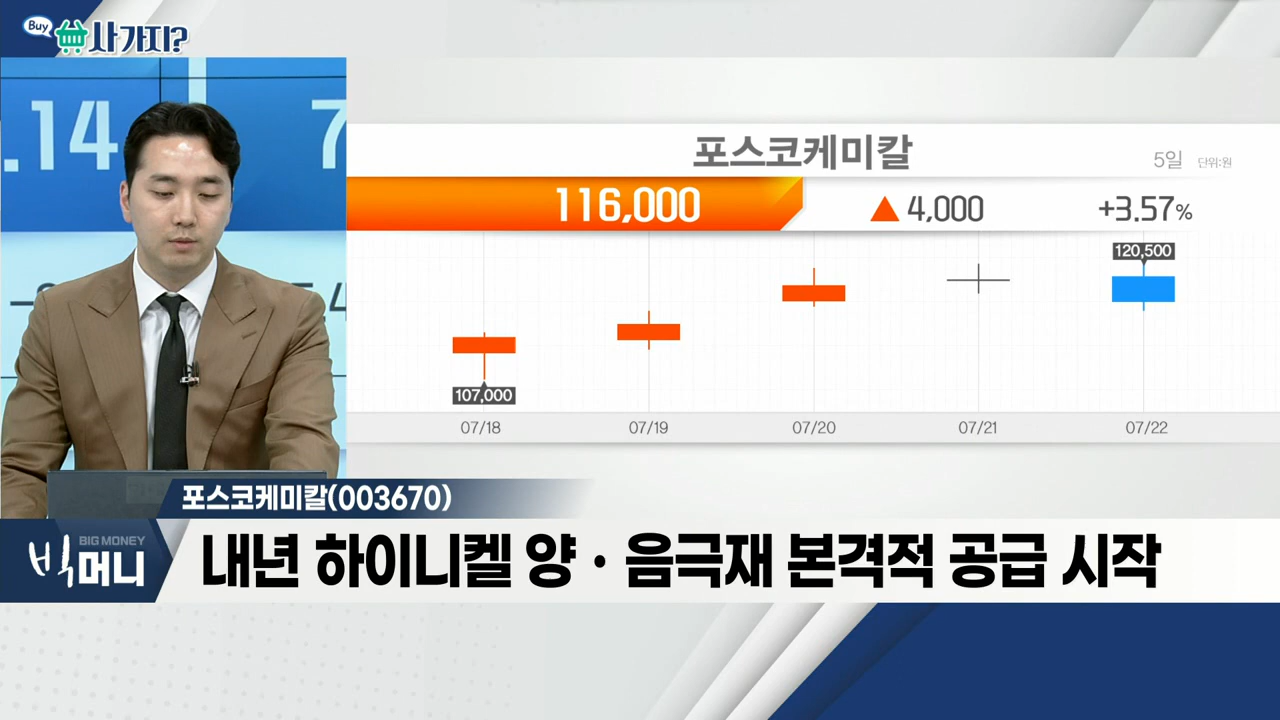 Buy 사가지?
.14
7
포스코케미칼
5일 단위:원
116,000 ▲4,000 +3.57%
120,500
107,000
07/18 07/19 07/20 07/21 07/22
포스코케미칼(003670)
BIG MONEY
빅머니
내년 하이니켈 양·음극재 본격적 공급 시작